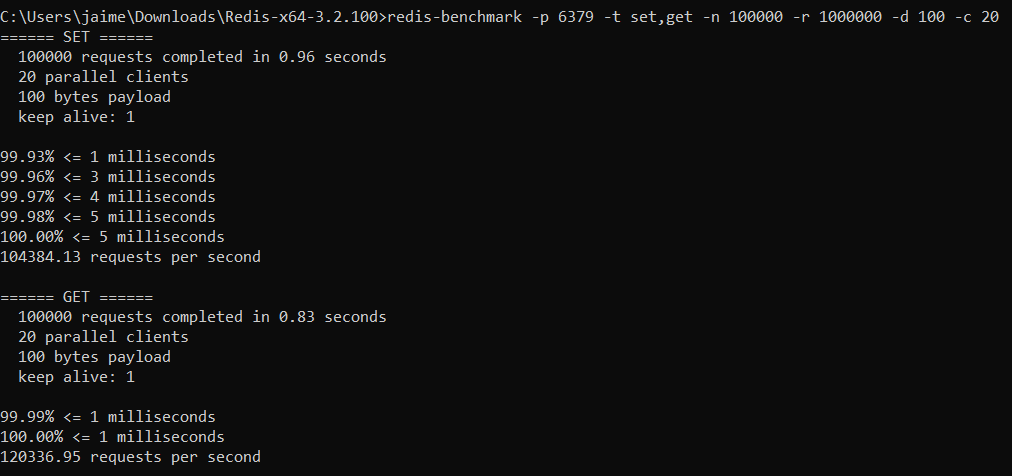 C:\Users\jaime\Downloads\Redis-x64-3.2.100>redis-benchmark -p 6379 -t set,get -n 100000 -r 1000000 -d 100 -c 20
====== SET ======
  100000 requests completed in 0.96 seconds
  20 parallel clients
  100 bytes payload
  keep alive: 1

99.93% <= 1 milliseconds
99.96% <= 3 milliseconds
99.97% <= 4 milliseconds
99.98% <= 5 milliseconds
100.00% <= 5 milliseconds
104384.13 requests per second

====== GET ======
  100000 requests completed in 0.83 seconds
  20 parallel clients
  100 bytes payload
  keep alive: 1

99.99% <= 1 milliseconds
100.00% <= 1 milliseconds
120336.95 requests per second